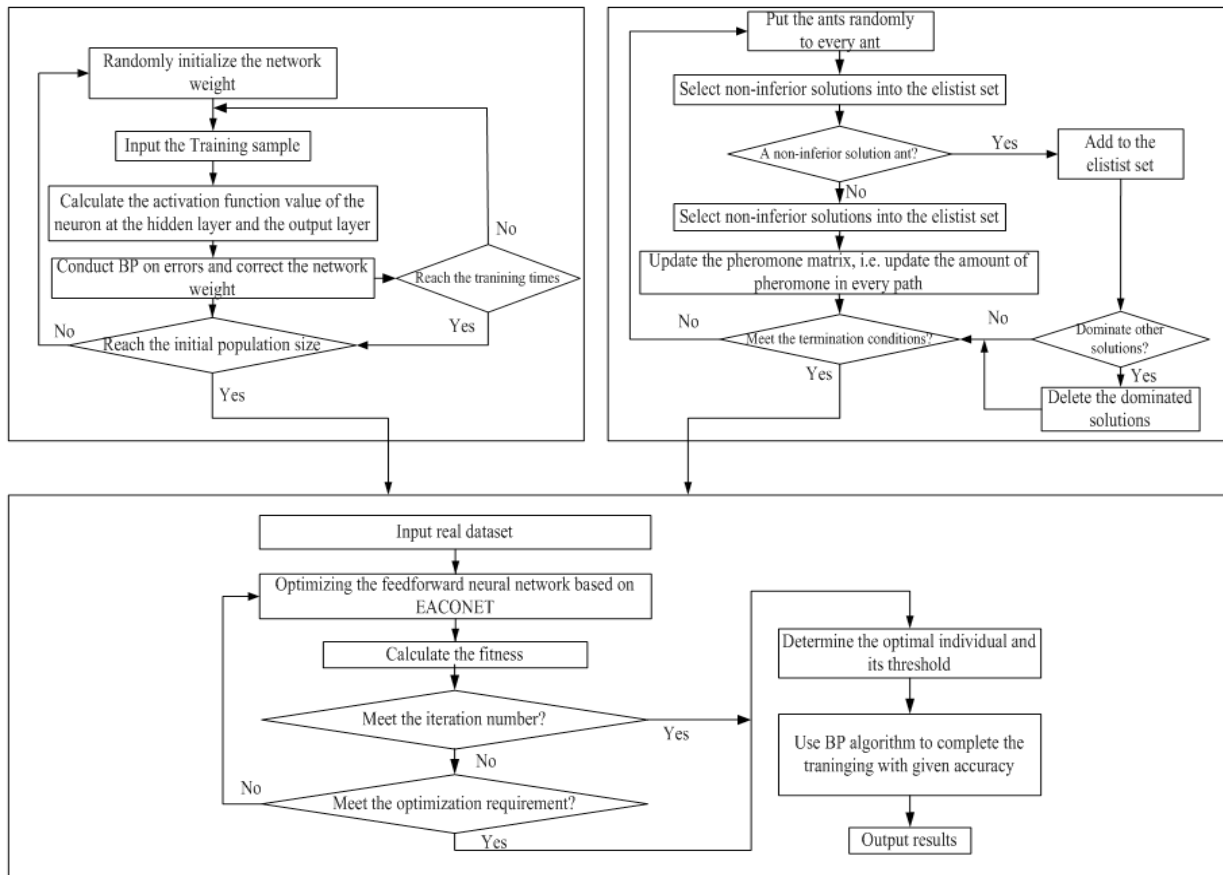 Randomly initialize the network
weight
Input the Training sample
Calculate the activation function value of the
neuron at the hidden layer and the output layer
No
Conduct BP on errors and correct the network
weight
Reach the tranining times
No
Yes
Reach the initial population size
Yes
Put the ants randomly
to every ant
Select non-inferior solutions into the elistist set
A non-inferior solution ant?
Yes
Add to the
elistist set
No
Select non-inferior solutions into the elistist set
Update the pheromone matrix, i.e. update the amount of
pheromone in every path
No
Meet the termination conditions?
No
Dominate other
solutions?
Yes
Yes
Delete the dominated
solutions
Input real dataset
Optimizing the feedforward neural network based on
EACONET
Calculate the fitness
Meet the iteration number?
Yes
No
No
Meet the optimization requirement?
Yes
Determine the optimal individual and
its threshold
Use BP algorithm to complete the
traninging with given accuracy
Output results